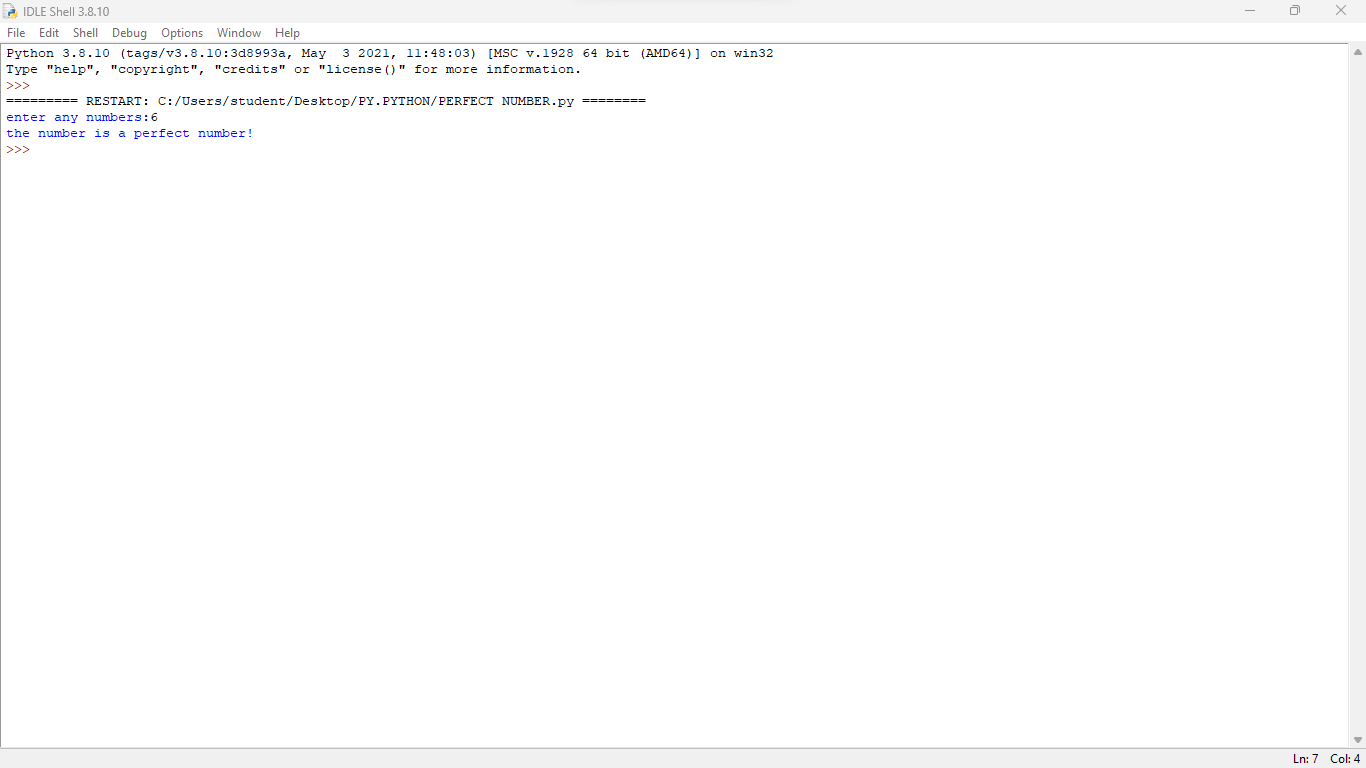 IDLE Shell 3.8.10
File Edit Shell Debug Options Window Help
Python 3.8.10 (tags/v3.8.10:3d8993a, May  3 2021, 11:48:03) [MSC v.1928 64 bit (AMD64)] on win32
Type "help", "copyright", "credits" or "license()" for more information.
>>>
========= RESTART: C:/Users/student/Desktop/PY.PYTHON/PERFECT NUMBER.py ========
enter any numbers:6
the number is a perfect number!
>>>
Ln: 7 Col: 4